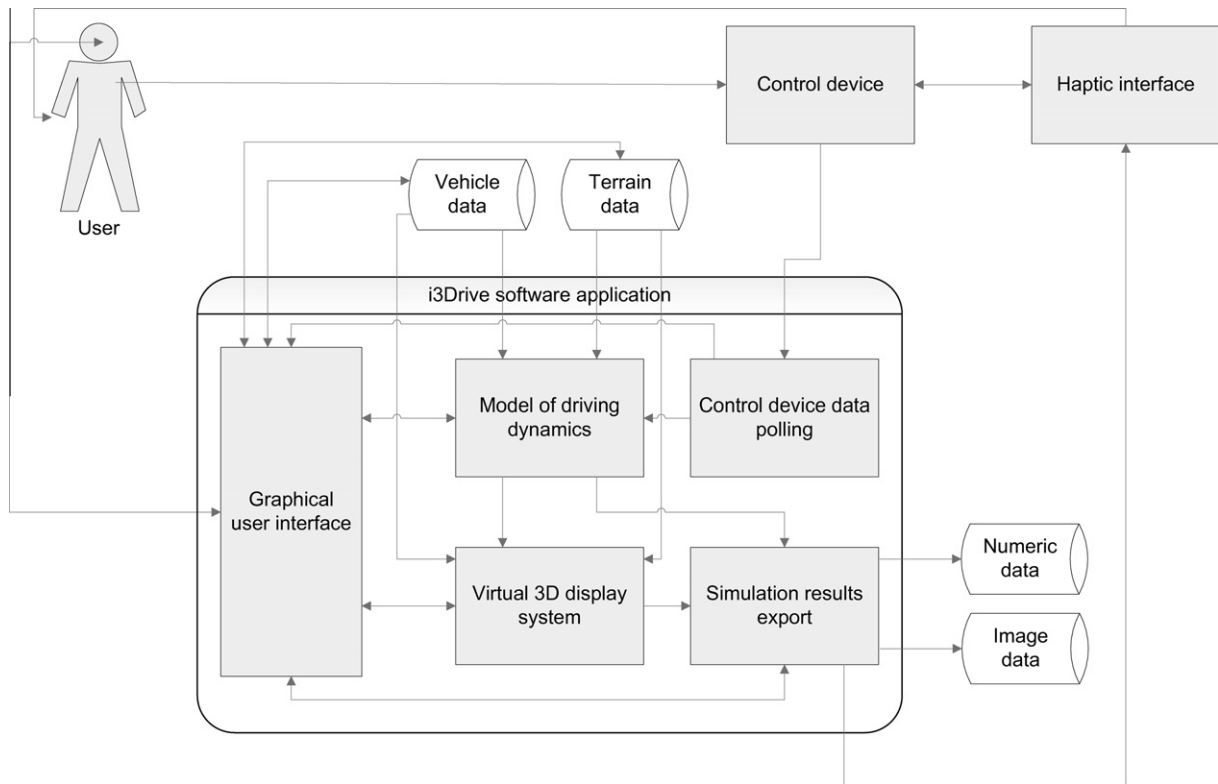 Control device
Haptic interface
Vehicle
data
Terrain
data
User
i3Drive software application
Model of driving
dynamics
Control device data
polling
Graphical
user interface
Virtual 3D display
system
Simulation results
export
Numeric
data
Image
data